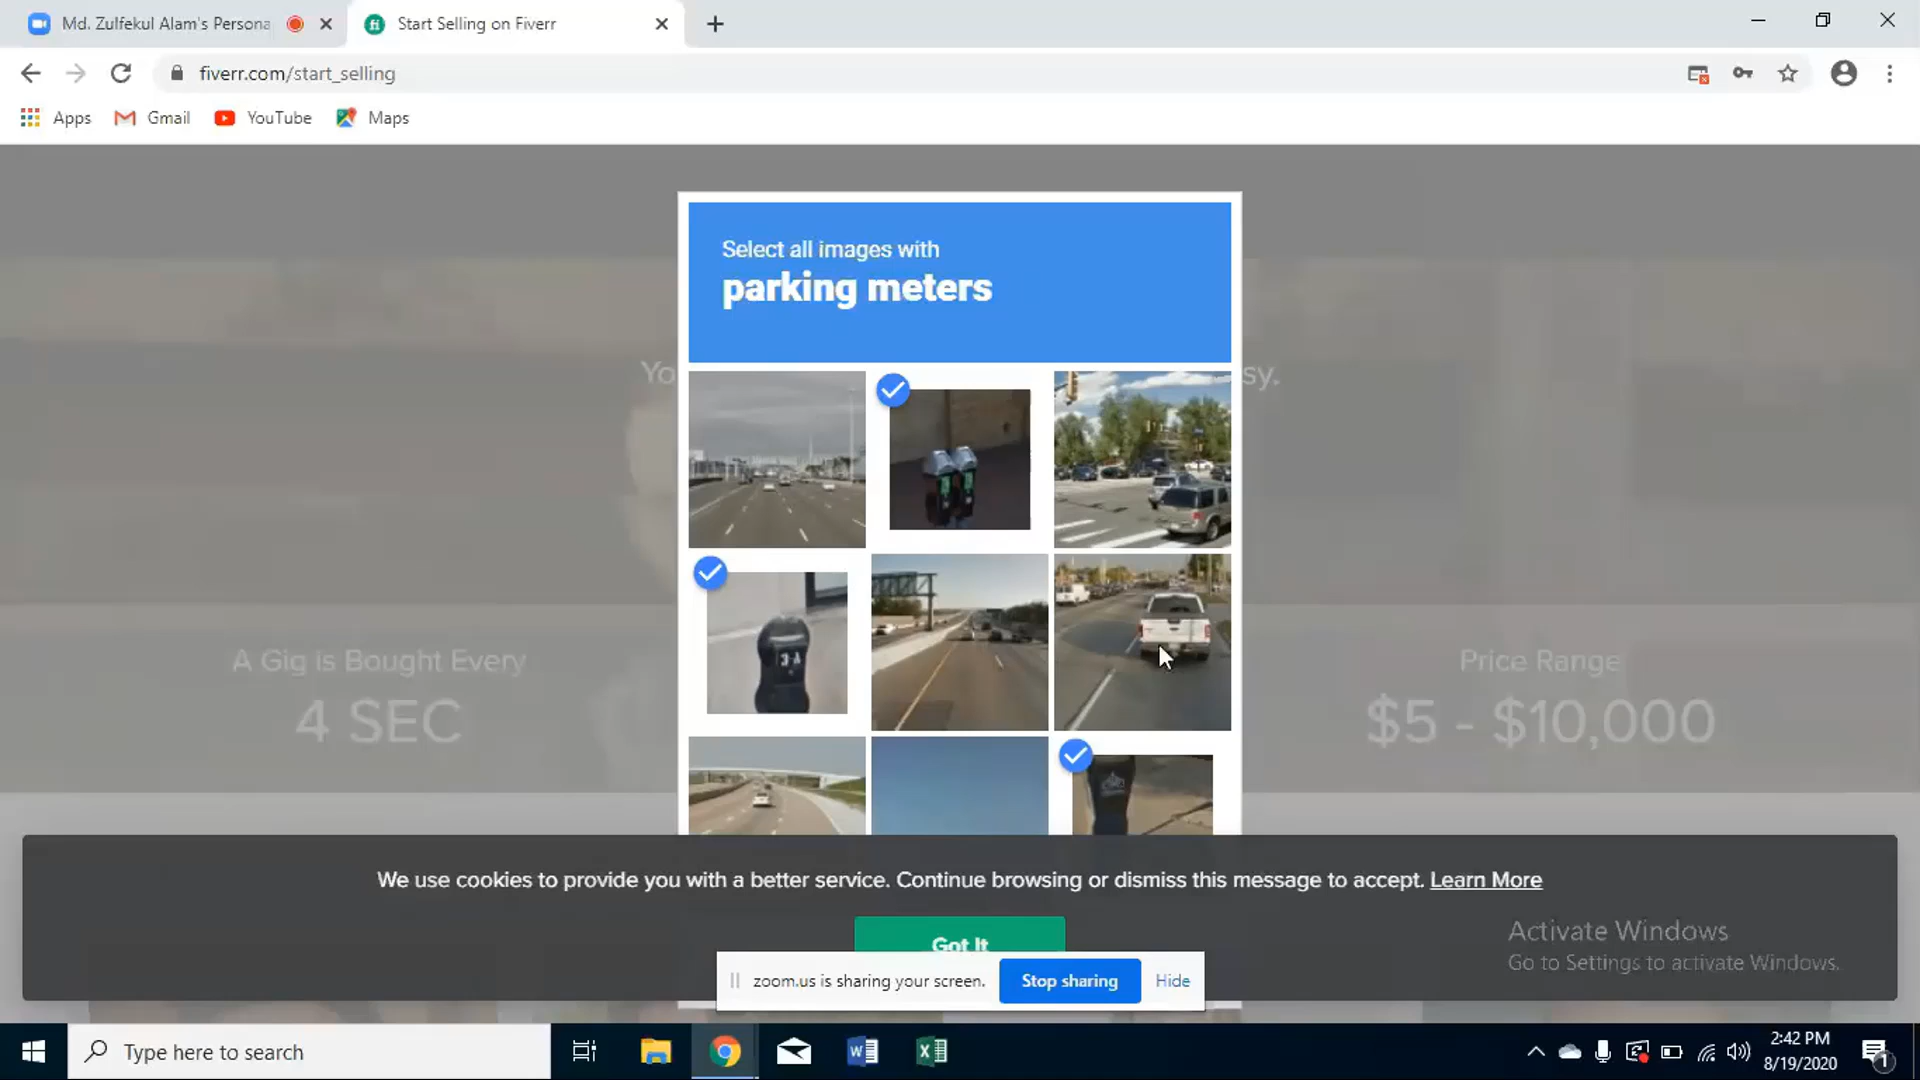 Md. Zulfekul Alam's Persona
Start Selling on Fiverr
fiverr.com/start_selling
Apps
Gmail
YouTube
Maps
Select all images with
parking meters
Yo
sy.
A Gig is Bought Every
4 SEC
Price Range
$5 - $10,000
We use cookies to provide you with a better service. Continue browsing or dismiss this message to accept. Learn More
Got It
Activate Windows
Go to Settings to activate Windows.
zoom.us is sharing your screen.
Stop sharing
Hide
Type here to search
2:42 PM
8/19/2020
1